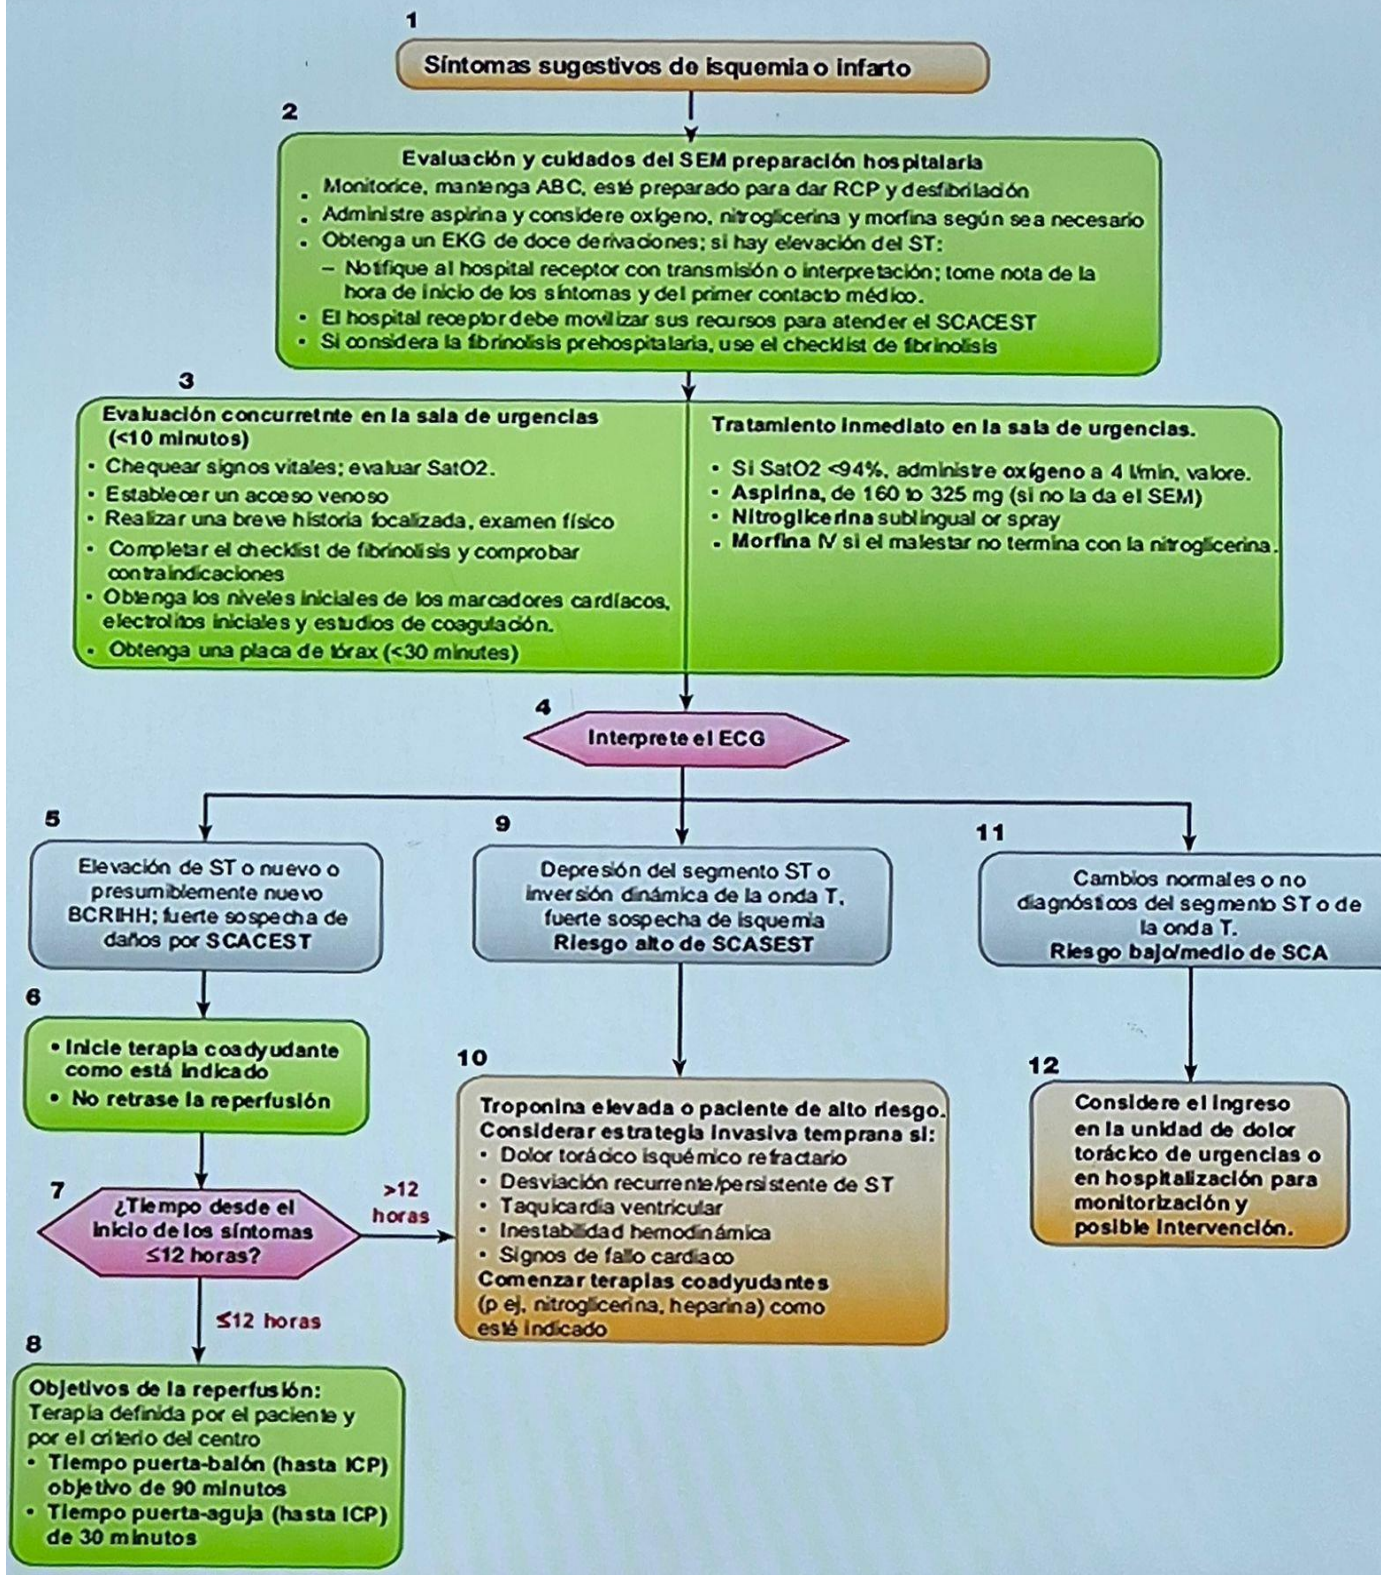 1
Síntomas sugestivos de isquemia o infarto
2
Evaluación y cuidados del SEM preparación hospitalaria
• Monitorice, mantenga ABC, esté preparado para dar RCP y desfibrilación
• Administre aspirina y considere oxígeno, nitroglicerina y morfina según sea necesario
• Obtenga un EKG de doce derivaciones; si hay elevación del ST:
– Notifique al hospital receptor con transmisión o interpretación; tome nota de la
hora de inicio de los síntomas y del primer contacto médico.
• El hospital receptor debe movilizar sus recursos para atender el SCACEST
• Si considera la fibrinolisis prehospitalaria, use el checklist de fibrinolisis
3
Evaluación concurretnte en la sala de urgencias
(<10 minutos)
• Chequear signos vitales; evaluar SatO2.
• Establecer un acceso venoso
• Realizar una breve historia focalizada, examen físico
• Completar el checklist de fibrinolisis y comprobar
contraindicaciones
• Obtenga los niveles iniciales de los marcadores cardíacos,
electrolitos iniciales y estudios de coagulación.
• Obtenga una placa de tórax (<30 minutes)
Tratamiento inmediato en la sala de urgencias.
• Si SatO2 <94%, administre oxígeno a 4 l/min, valore.
• Aspirina, de 160 to 325 mg (si no la da el SEM)
• Nitroglicerina sublingual or spray
• Morfina IV si el malestar no termina con la nitroglicerina.
4
Interprete el ECG
5
Elevación de ST o nuevo o
presumiblemente nuevo
BCRIHH; fuerte sospecha de
daños por SCACEST
6
• Inicie terapia coadyudante
como está indicado
• No retrase la reperfusión
7
¿Tiempo desde el
inicio de los síntomas
≤12 horas?
>12
horas
≤12 horas
8
Objetivos de la reperfusión:
Terapia definida por el paciente y
por el criterio del centro
• Tiempo puerta-balón (hasta ICP)
objetivo de 90 minutos
• Tiempo puerta-aguja (hasta ICP)
de 30 minutos
9
Depresión del segmento ST o
inversión dinámica de la onda T,
fuerte sospecha de isquemia
Riesgo alto de SCASEST
10
Troponina elevada o paciente de alto riesgo.
Considerar estrategia invasiva temprana si:
• Dolor torácico isquémico refractario
• Desviación recurrente/persistente de ST
• Taquicardia ventricular
• Inestabilidad hemodinámica
• Signos de fallo cardiaco
Comenzar terapias coadyudantes
(p ej, nitroglicerina, heparina) como
esté indicado
11
Cambios normales o no
diagnósticos del segmento ST o de
la onda T.
Riesgo bajo/medio de SCA
12
Considere el ingreso
en la unidad de dolor
torácico de urgencias o
en hospitalización para
monitorización y
posible intervención.